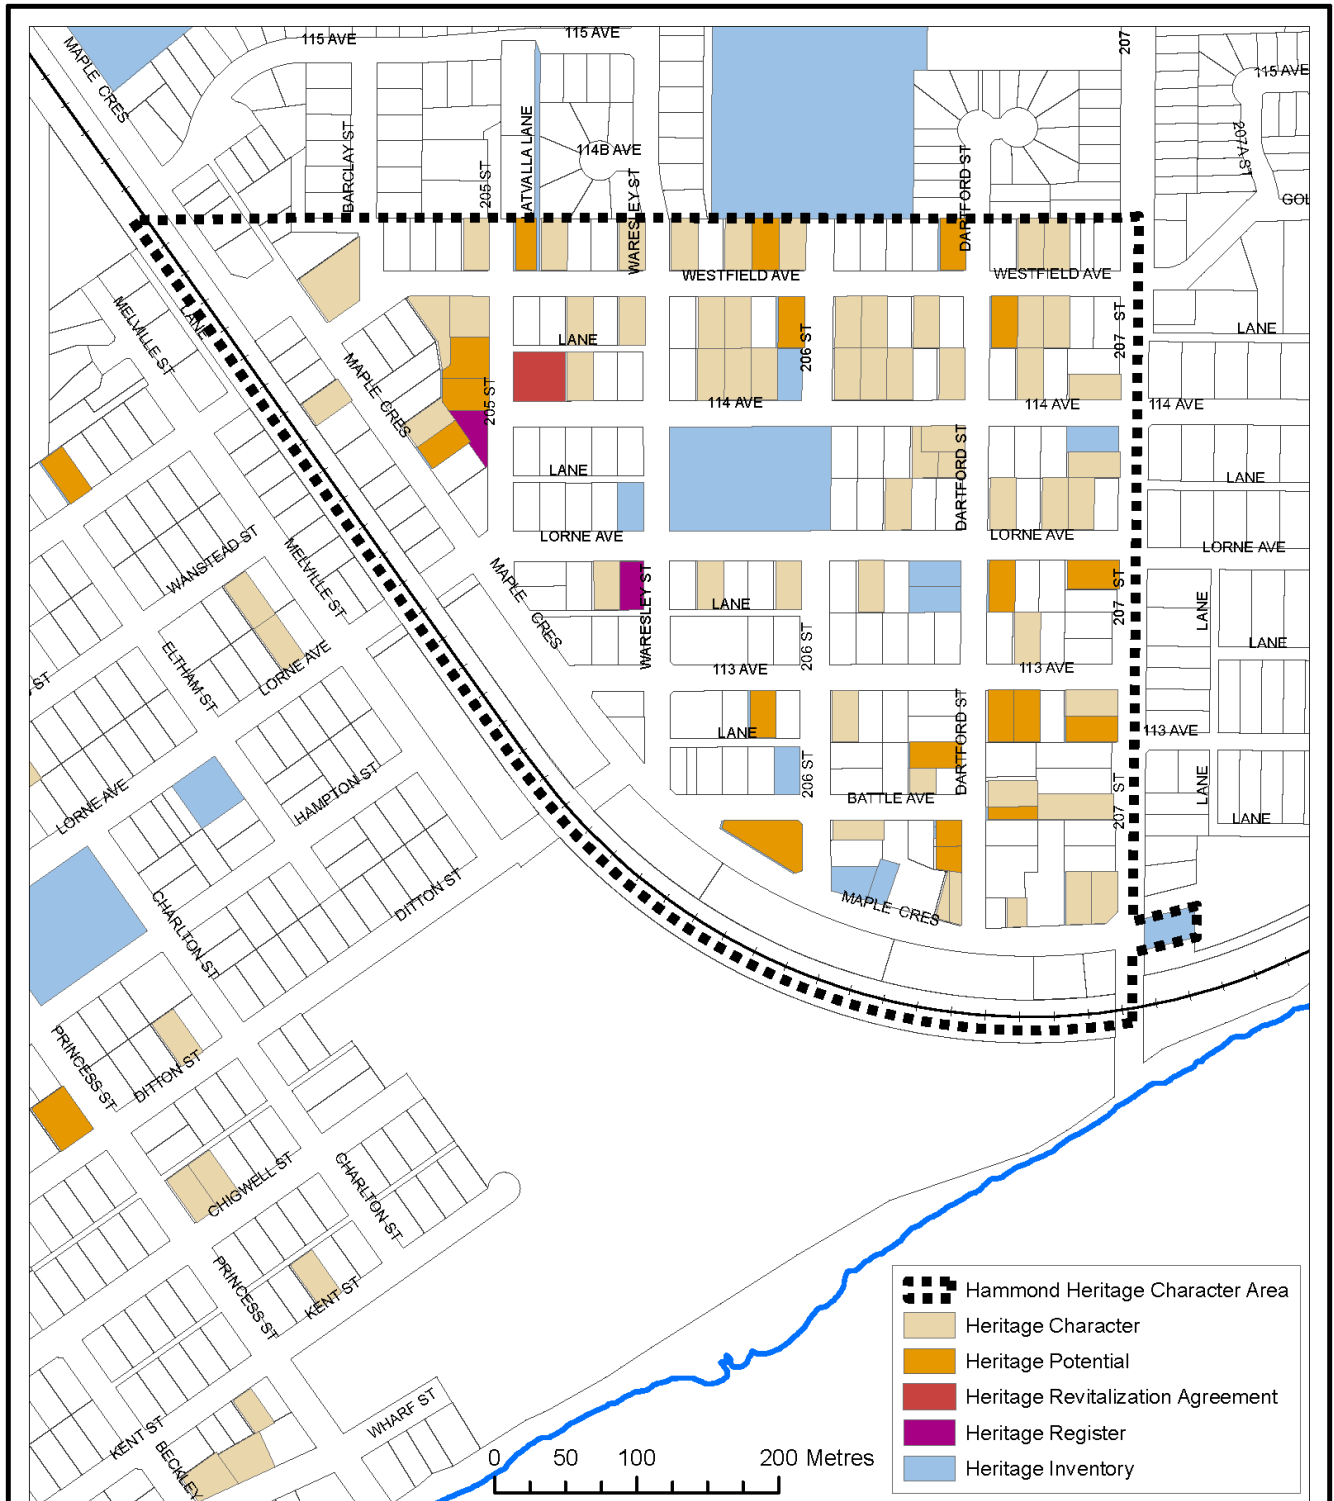 115 AVE
115 AVE
207
MAPLE CRES
115 AVE
BARCLAY ST
205 ST
ATVALLA LANE
114B AVE
WARESLEY ST
DARTFORD ST
207A ST
GOL
WESTFIELD AVE
WESTFIELD AVE
MELVILLE ST
LANE
LANE
206 ST
207 ST
LANE
MAPLE CRES
205 ST
114 AVE
114 AVE
114 AVE
LANE
DARTFORD ST
LANE
LORNE AVE
LORNE AVE
LORNE AVE
WANSTEAD ST
MELVILLE ST
MAPLE CRES
WARESLEY ST
LANE
206 ST
207 ST
LANE
LANE
ELTHAM ST
LORNE AVE
113 AVE
113 AVE
ST
LANE
DARTFORD ST
113 AVE
206 ST
207 ST
LANE
LORNE AVE
HAMPTON ST
BATTLE AVE
LANE
CHARLTON ST
DITTON ST
MAPLE CRES
PRINCESS ST
DITTON ST
CHIGWELL ST
CHARLTON ST
PRINCESS ST
KENT ST
KENT ST
BECKLEY
WHARF ST
Hammond Heritage Character Area
Heritage Character
Heritage Potential
Heritage Revitalization Agreement
Heritage Register
Heritage Inventory
0 50 100 200 Metres